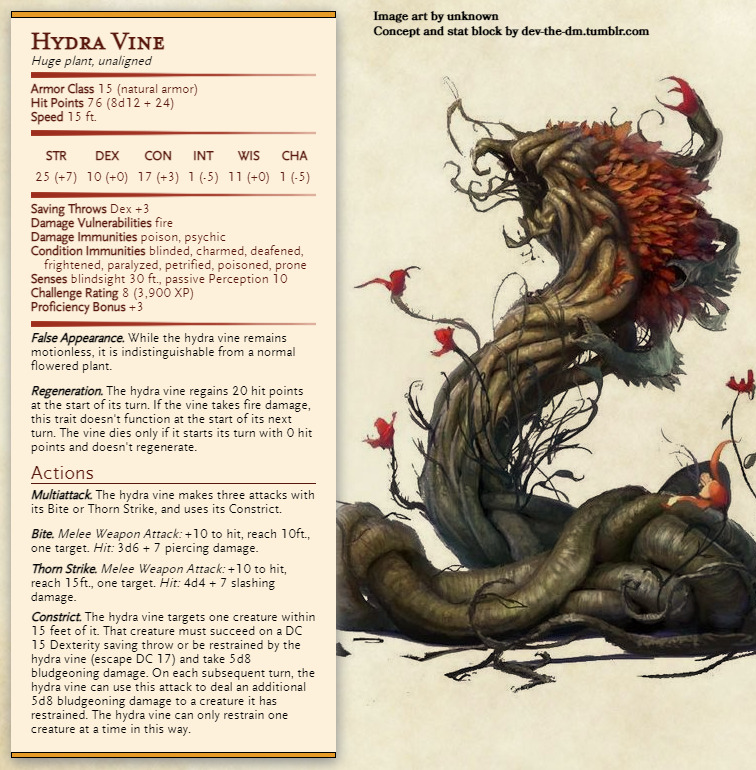 Image art by unknown
Concept and stat block by dev-the-dm.tumblr.com
Hydra Vine
Huge plant, unaligned
Armor Class 15 (natural armor)
Hit Points 76 (8d12 + 24)
Speed 15 ft.
STR DEX CON INT WIS CHA
25 (+7) 10 (+0) 17 (+3) 1 (-5) 11 (+0) 1 (-5)
Saving Throws Dex +3
Damage Vulnerabilities fire
Damage Immunities poison, psychic
Condition Immunities blinded, charmed, deafened,
frightened, paralyzed, petrified, poisoned, prone
Senses blindsight 30 ft., passive Perception 10
Challenge Rating 8 (3,900 XP)
Proficiency Bonus +3
False Appearance. While the hydra vine remains
motionless, it is indistinguishable from a normal
flowered plant.
Regeneration. The hydra vine regains 20 hit points
at the start of its turn. If the vine takes fire damage,
this trait doesn't function at the start of its next
turn. The vine dies only if it starts its turn with 0 hit
points and doesn't regenerate.
Actions
Multiattack. The hydra vine makes three attacks with
its Bite or Thorn Strike, and uses its Constrict.
Bite. Melee Weapon Attack: +10 to hit, reach 10ft.,
one target. Hit: 3d6 + 7 piercing damage.
Thorn Strike. Melee Weapon Attack: +10 to hit,
reach 15ft., one target. Hit: 4d4 + 7 slashing
damage.
Constrict. The hydra vine targets one creature within
15 feet of it. That creature must succeed on a DC
15 Dexterity saving throw or be restrained by the
hydra vine (escape DC 17) and take 5d8
bludgeoning damage. On each subsequent turn, the
hydra vine can use this attack to deal an additional
5d8 bludgeoning damage to a creature it has
restrained. The hydra vine can only restrain one
creature at a time in this way.